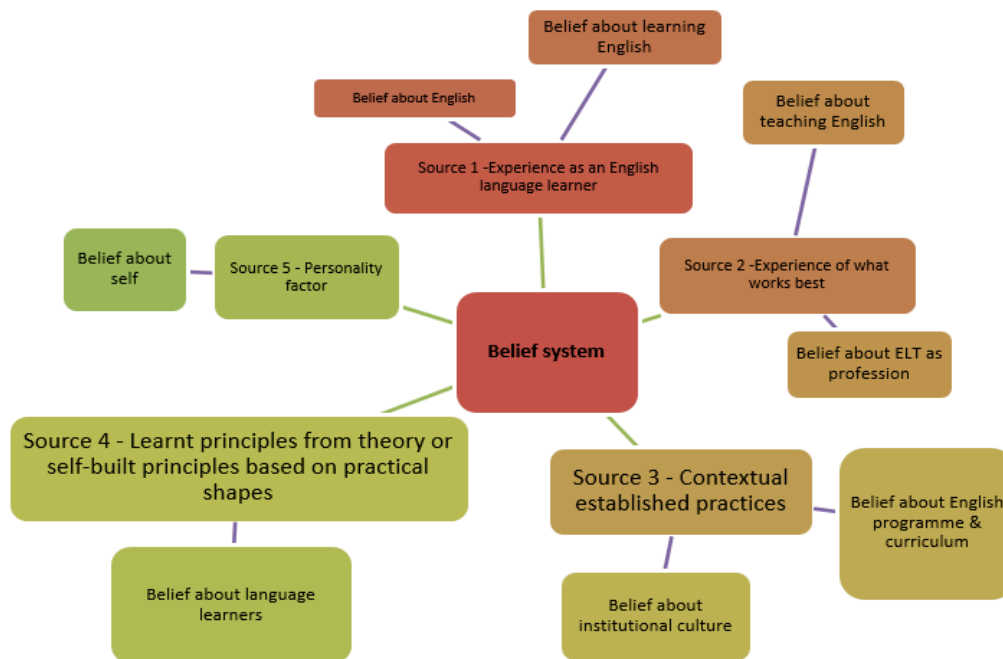 Belief about learning
English
Belief about English
Belief about
teaching English
Source 1 -Experience as an English
language learner
Belief about
self
Source 5 - Personality
factor
Source 2 -Experience of what
works best
Belief system
Belief about ELT as
profession
Source 4 - Learnt principles from theory or
self-built principles based on practical
shapes
Source 3 - Contextual
established practices
Belief about English
programme &
curriculum
Belief about language
learners
Belief about
institutional culture